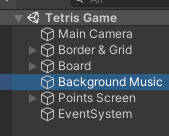 All
Tetris Game
Main Camera
Border & Grid
Board
Background Music
Points Screen
EventSystem